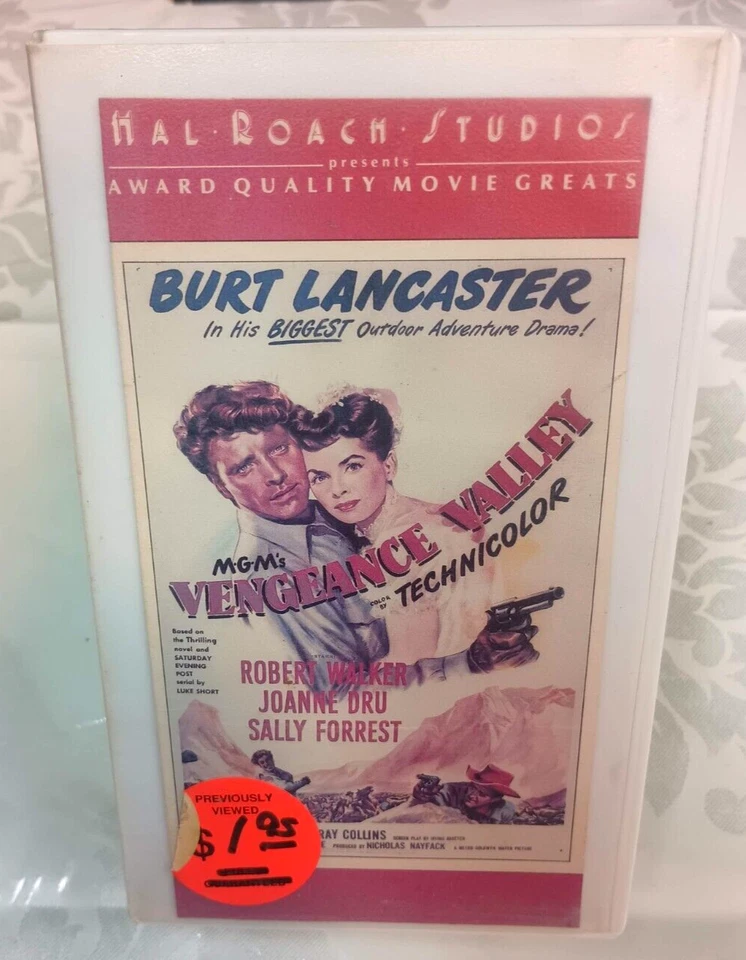 HAL · ROACH · STUDIOS
presents
AWARD QUALITY MOVIE GREATS
BURT LANCASTER
In His BIGGEST Outdoor Adventure Drama!
M-G-M's
VENGEANCE VALLEY
COLOR BY TECHNICOLOR
Based on
the Thrilling
novel and
SATURDAY
EVENING
POST
serial by
LUKE SHORT
ROBERT WALKER
JOANNE DRU
SALLY FORREST
RAY COLLINS
PRODUCED BY NICHOLAS NAYFACK
PREVIOUSLY
VIEWED
$1.95